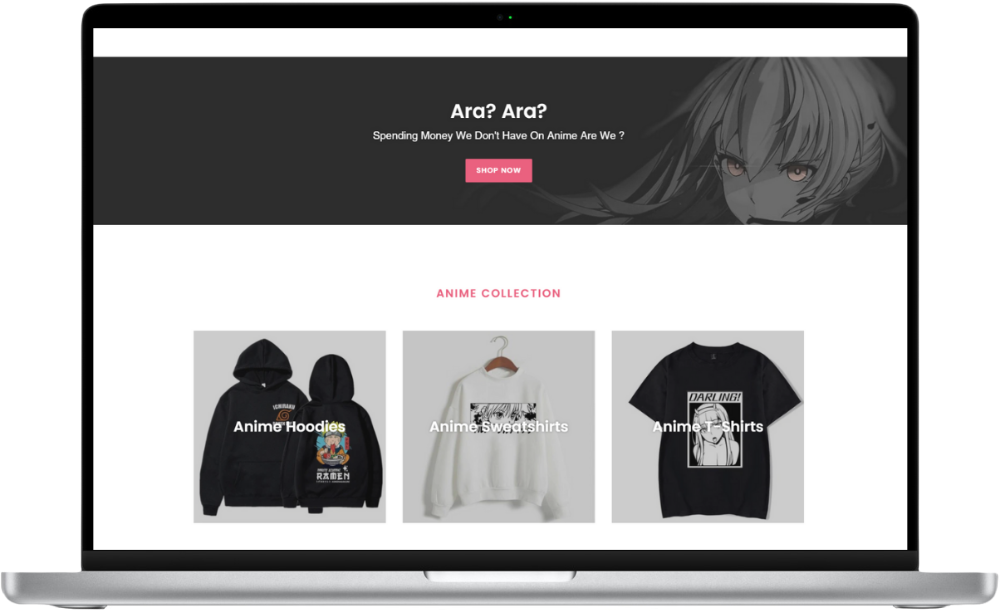 Ara? Ara?
Spending Money We Don't Have On Anime Are We ?
SHOP NOW
ANIME COLLECTION
Anime Hoodies
Anime Sweatshirts
Anime T-Shirts
ICHIRAKU
RAMEN
DARLING!